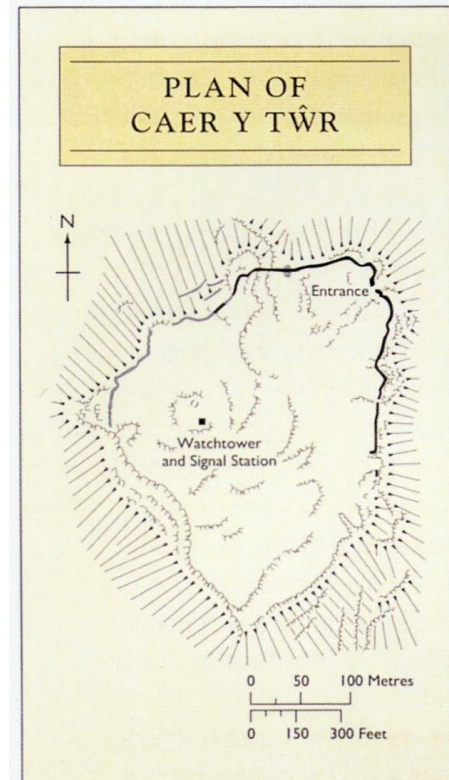 PLAN OF
CAER Y TŴR
N
Entrance
Watchtower
and Signal Station
0 50 100 Metres
0 150 300 Feet